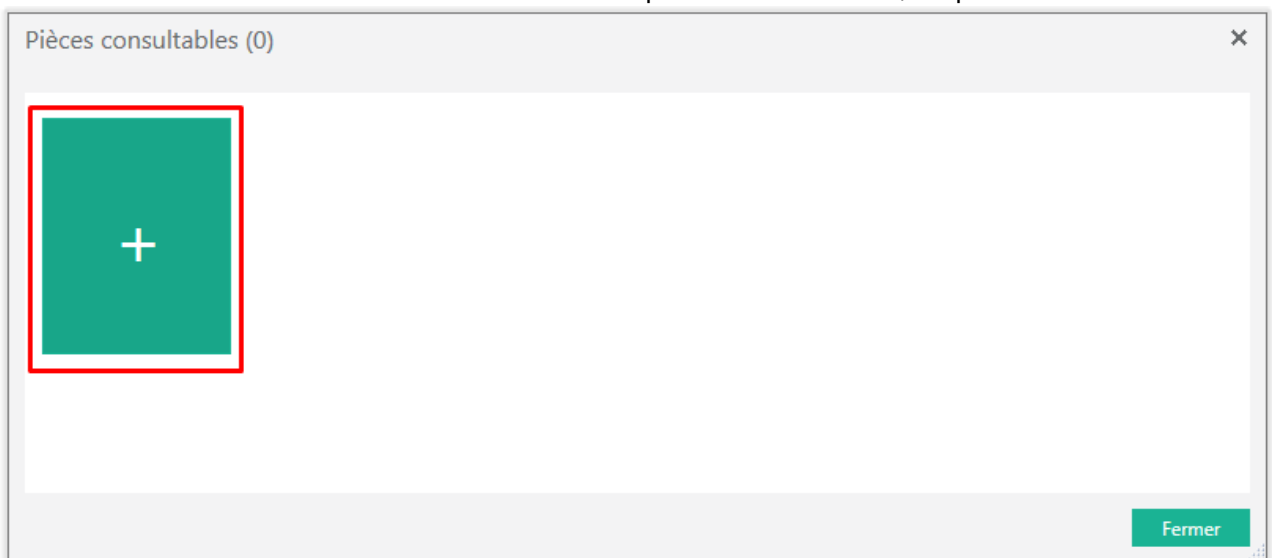 Pièces consultables (0)
+
Fermer